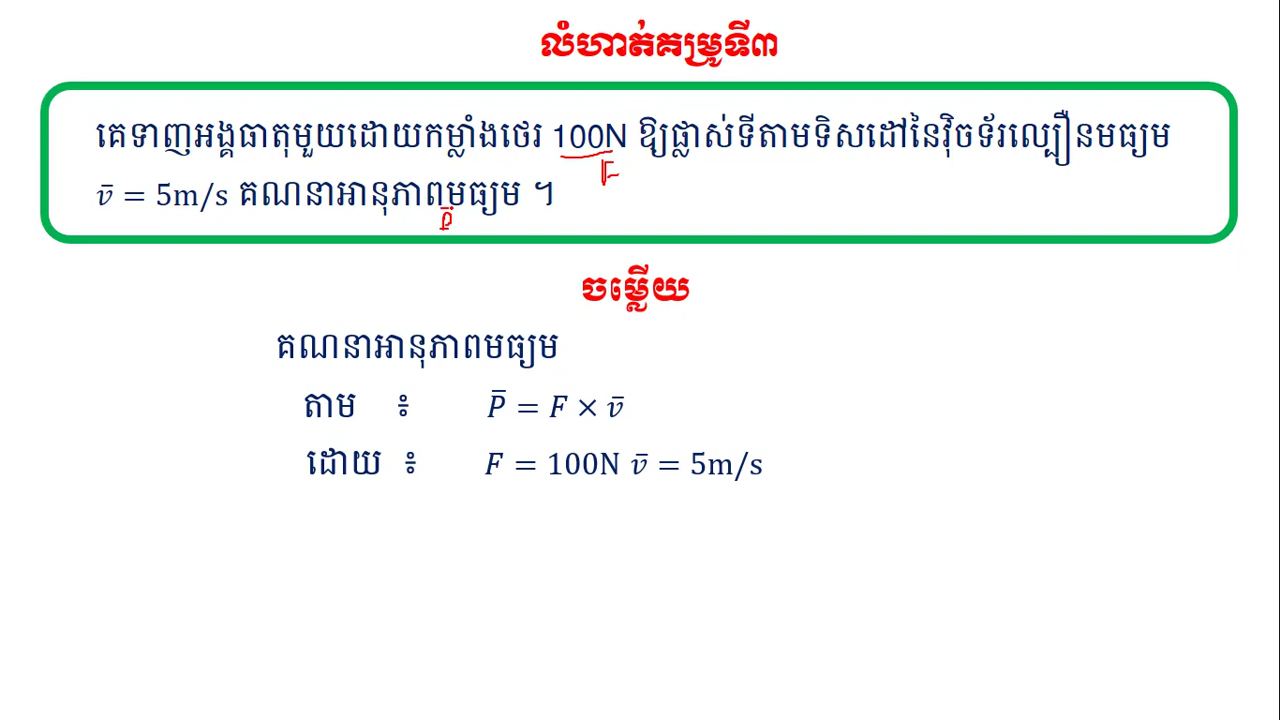 លំហាត់គម្រូទី៣
គេទាញអង្គធាតុមួយដោយកម្លាំងថេរ 100N ឱ្យផ្លាស់ទីតាមទិសដៅនៃវ៉ិចទ័រល្បឿនមធ្យម
F
v̄ = 5m/s គណនាអានុភាពមធ្យម ។
p̄
ចម្លើយ
គណនាអានុភាពមធ្យម
តាម ៖ P̄ = F × v̄
ដោយ ៖ F = 100N v̄ = 5m/s